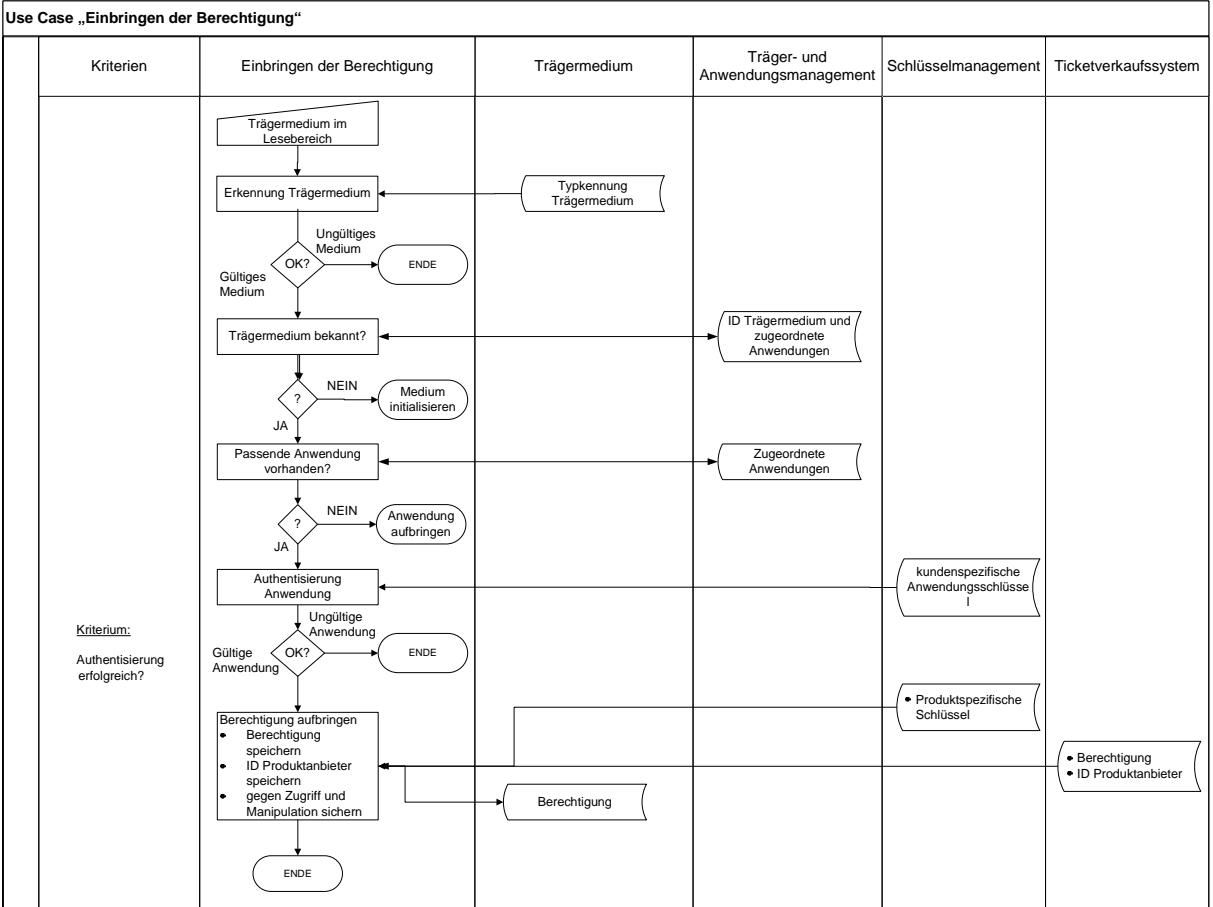 Use Case „Einbringen der Berechtigung“
Kriterien
Einbringen der Berechtigung
Trägermedium
Träger- und
Anwendungsmanagement
Schlüsselmanagement
Ticketverkaufssystem
Trägermedium im
Lesebereich
Erkennung Trägermedium
Typkennung
Trägermedium
Ungültiges
Medium
OK?
ENDE
Gültiges
Medium
Trägermedium bekannt?
ID Trägermedium und
zugeordnete
Anwendungen
?
NEIN
Medium
initialisieren
JA
Passende Anwendung
vorhanden?
Zugeordnete
Anwendungen
?
NEIN
Anwendung
aufbringen
JA
Authentisierung
Anwendung
kundenspezifische
Anwendungsschlüsse
l
Ungültige
Anwendung
Kriterium:
Authentisierung
erfolgreich?
Gültige
Anwendung
OK?
ENDE
• Produktspezifische
Schlüssel
Berechtigung aufbringen
• Berechtigung
speichern
• ID Produktanbieter
speichern
• gegen Zugriff und
Manipulation sichern
• Berechtigung
• ID Produktanbieter
Berechtigung
ENDE